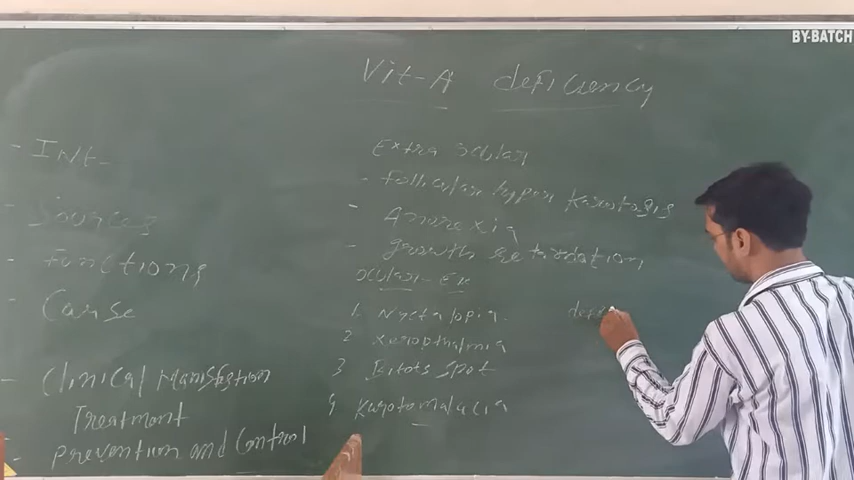 BY-BATCH
Vit-A deficiency
- Int-
- Sources
- Functions
- Cause
- Clinical Manifestation
Treatment
- Prevention and Control
Extra Ocular
- Follicular hyper Keratosis
- Anorexia
- growth retardation
Ocular - Ex
1. Nyctalopia.
2 Xeropthalmia
3 Bitots spot
4 Keratomalacia